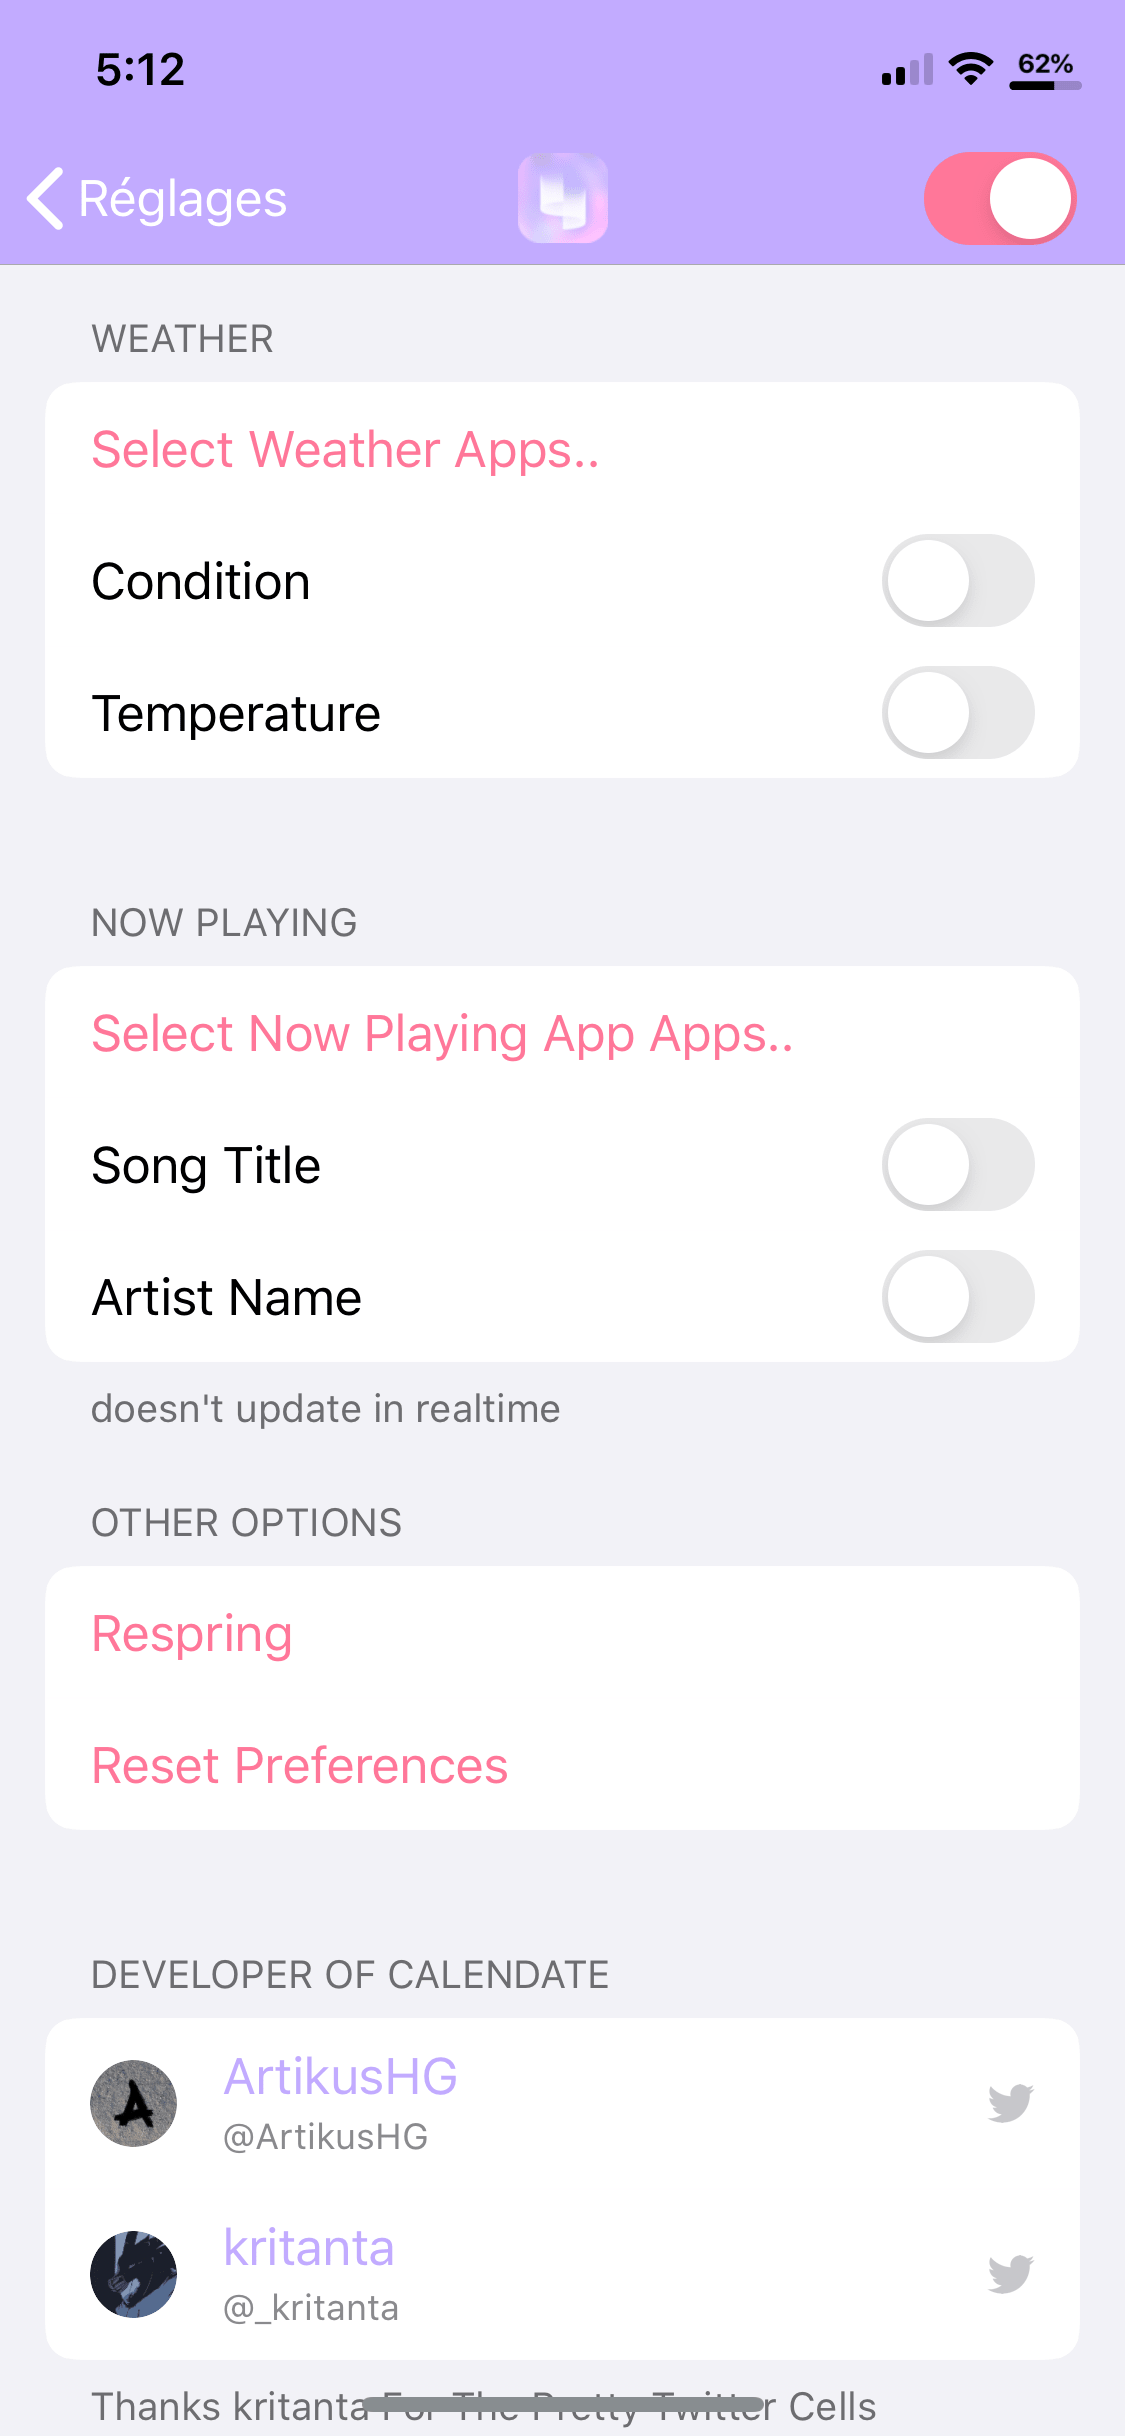 5:12
62%
Réglages
WEATHER
Select Weather Apps..
Condition
Temperature
NOW PLAYING
Select Now Playing App Apps..
Song Title
Artist Name
doesn't update in realtime
OTHER OPTIONS
Respring
Reset Preferences
DEVELOPER OF CALENDATE
ArtikusHG
@ArtikusHG
kritanta
@_kritanta
Thanks kritanta For The Pretty Twitter Cells